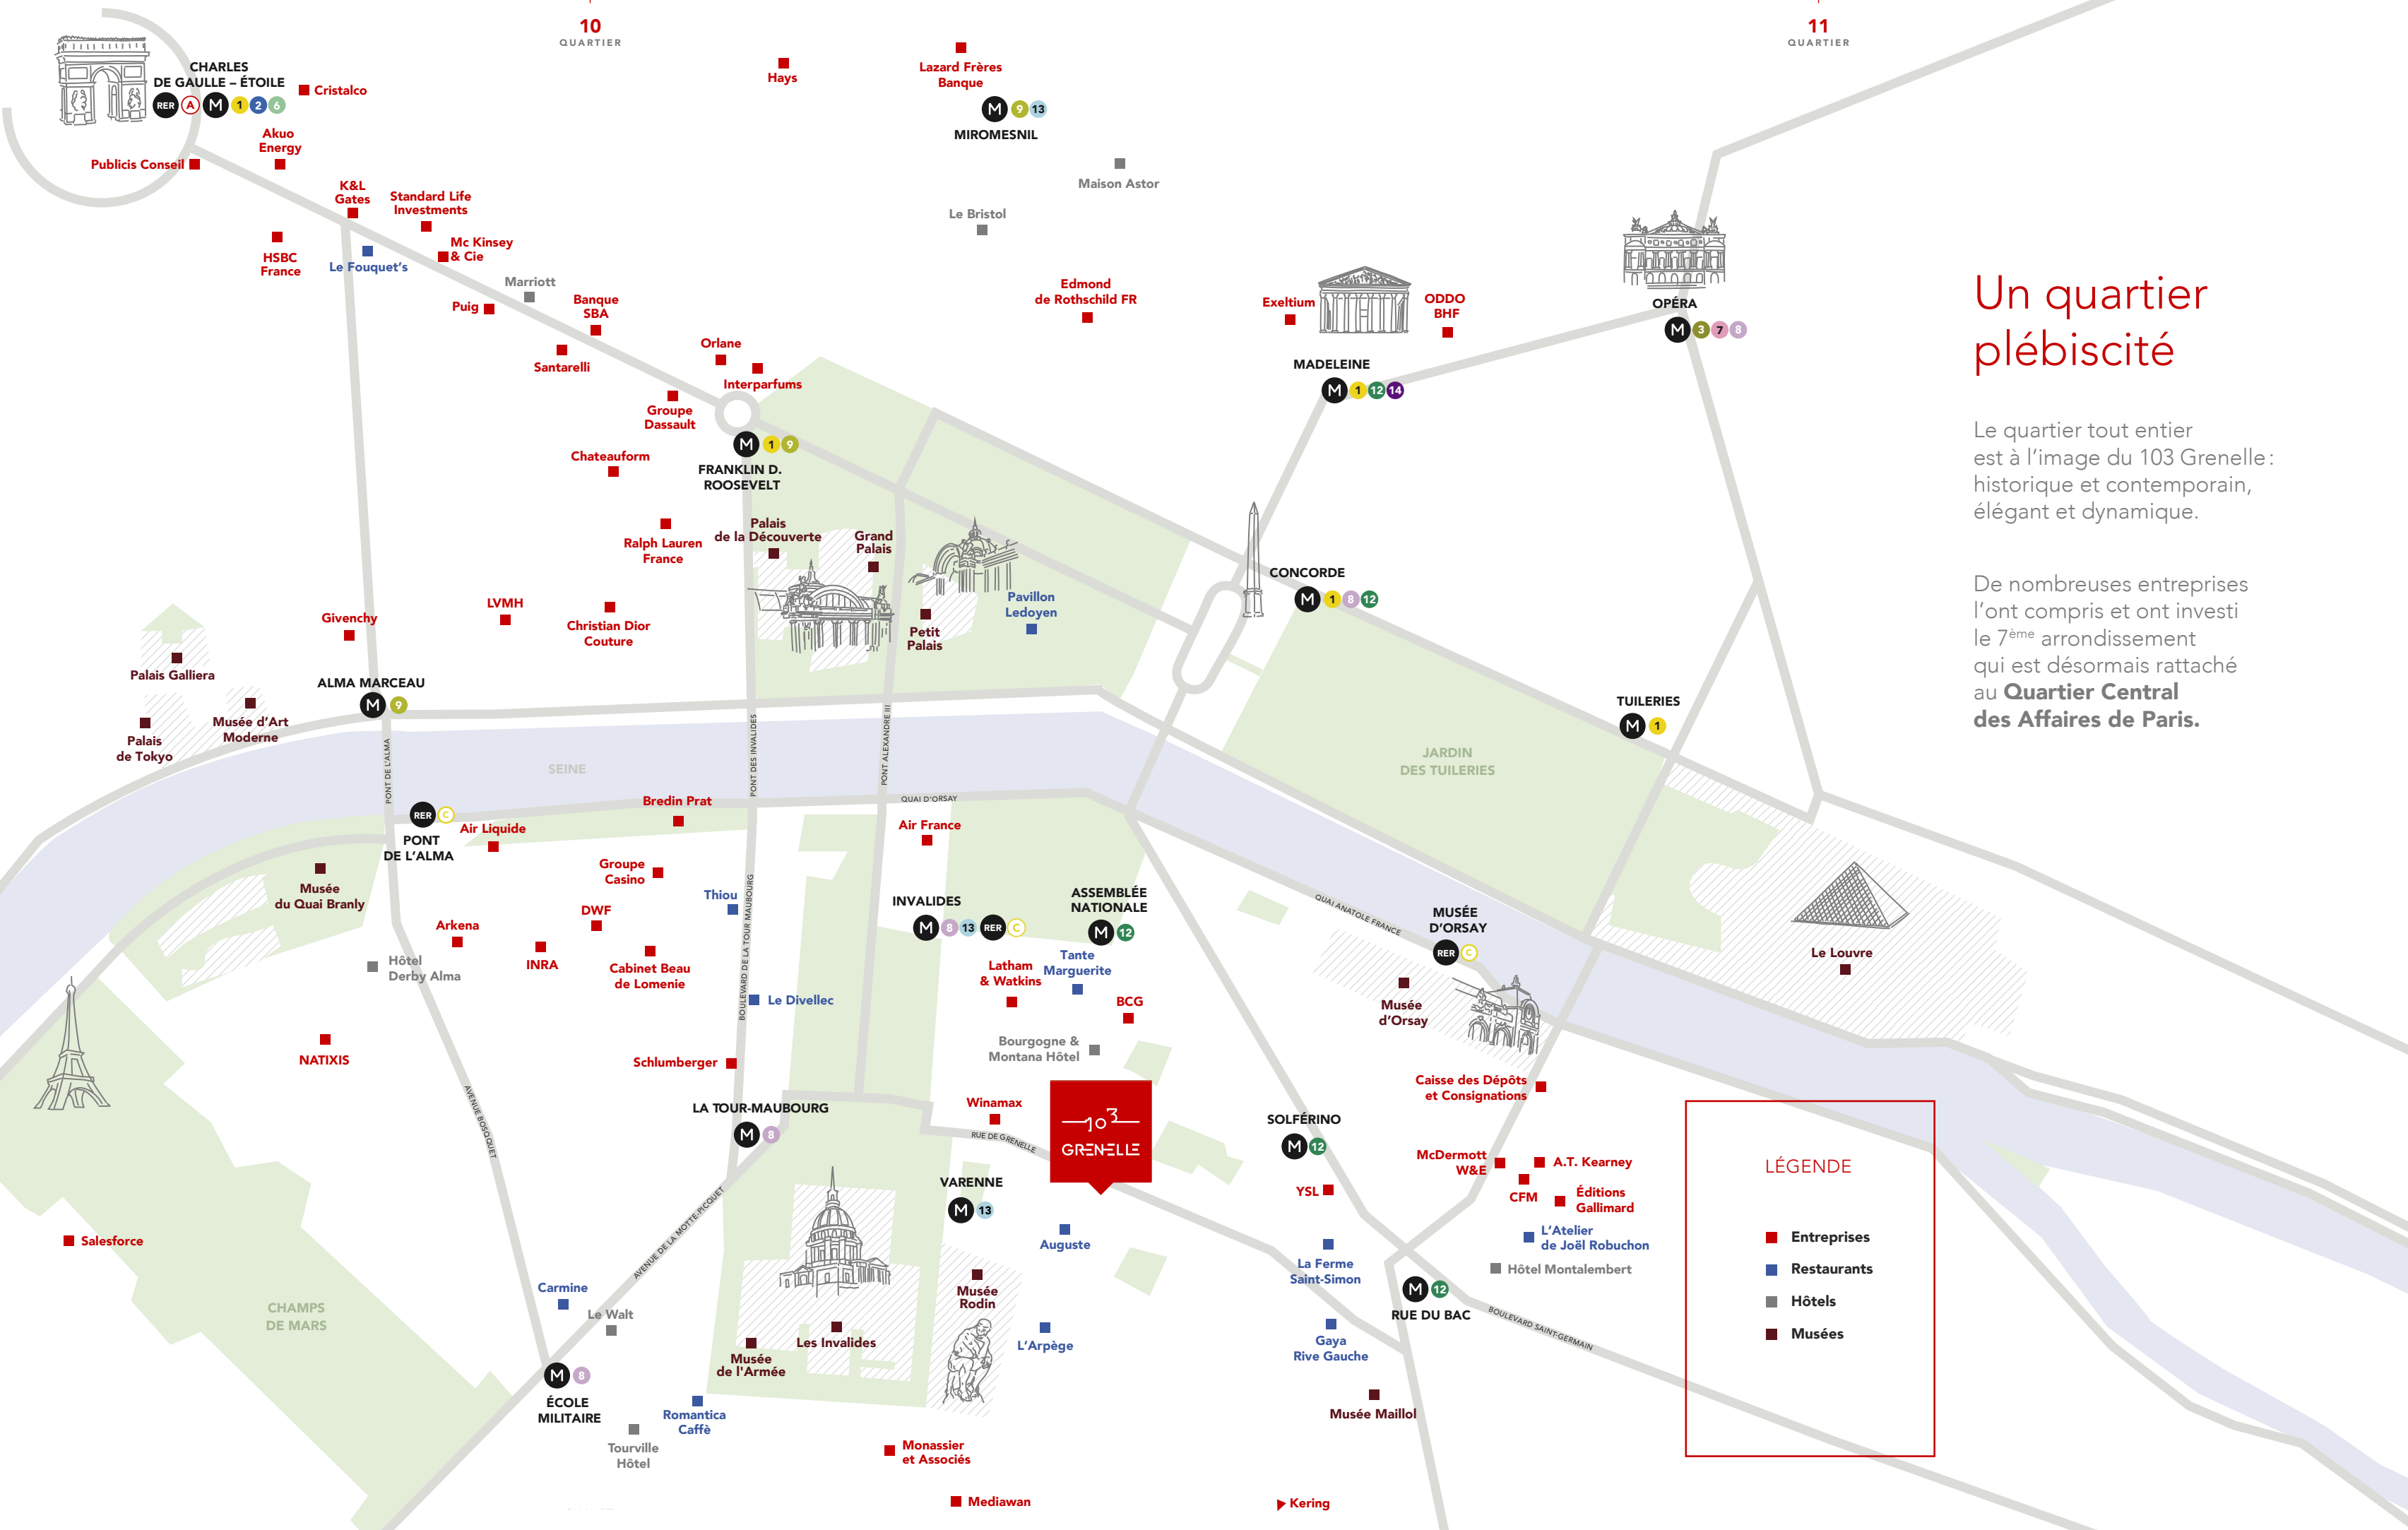 10
QUARTIER
11
QUARTIER
CHARLES
DE GAULLE – ÉTOILE
RER A M 1 2 6
Cristalco
Hays
Lazard Frères
Banque
M 9 13
MIROMESNIL
Akuo
Energy
Publicis Conseil
K&L
Gates
Standard Life
Investments
Maison Astor
Le Bristol
HSBC
France
Le Fouquet's
Mc Kinsey
& Cie
Marriott
Puig
Banque
SBA
Santarelli
Edmond
de Rothschild FR
Exeltium
ODDO
BHF
OPÉRA
M 3 7 8
Orlane
Interparfums
Groupe
Dassault
MADELEINE
M 1 12 14
M 1 9
FRANKLIN D.
ROOSEVELT
Chateauform
Ralph Lauren
France
Palais
de la Découverte
Grand
Palais
Petit
Palais
Pavillon
Ledoyen
CONCORDE
M 1 8 12
Givenchy
LVMH
Christian Dior
Couture
Palais Galliera
ALMA MARCEAU
M 9
Musée d'Art
Moderne
Palais
de Tokyo
TUILERIES
M 1
JARDIN
DES TUILERIES
SEINE
PONT DE L'ALMA
PONT DES INVALIDES
PONT ALEXANDRE III
QUAI D'ORSAY
Un quartier
plébiscité
Le quartier tout entier
est à l'image du 103 Grenelle :
historique et contemporain,
élégant et dynamique.
De nombreuses entreprises
l'ont compris et ont investi
le 7ème arrondissement
qui est désormais rattaché
au Quartier Central
des Affaires de Paris.
RER C
PONT
DE L'ALMA
Air Liquide
Bredin Prat
Air France
Groupe
Casino
Thiou
Musée
du Quai Branly
DWF
Arkena
INRA
Cabinet Beau
de Lomenie
Hôtel
Derby Alma
BOULEVARD DE LA TOUR MAUBOURG
Le Divellec
INVALIDES
M 8 13 RER C
ASSEMBLÉE
NATIONALE
M 12
Tante
Marguerite
Latham
& Watkins
BCG
Bourgogne &
Montana Hôtel
QUAI ANATOLE FRANCE
MUSÉE
D'ORSAY
RER C
Musée
d'Orsay
Le Louvre
NATIXIS
Schlumberger
AVENUE BOSQUET
LA TOUR-MAUBOURG
M 8
Winamax
RUE DE GRENELLE
103
GRENELLE
SOLFÉRINO
M 12
Caisse des Dépôts
et Consignations
McDermott
W&E
A.T. Kearney
CFM
Éditions
Gallimard
YSL
L'Atelier
de Joël Robuchon
Hôtel Montalembert
La Ferme
Saint-Simon
VARENNE
M 13
Auguste
Musée
Rodin
L'Arpège
M 12
RUE DU BAC
BOULEVARD SAINT-GERMAIN
Gaya
Rive Gauche
Musée Maillol
Salesforce
CHAMPS
DE MARS
AVENUE DE LA MOTTE-PICQUET
Carmine
Le Walt
Les Invalides
Musée
de l'Armée
M 8
ÉCOLE
MILITAIRE
Romantica
Caffè
Tourville
Hôtel
Monassier
et Associés
Mediawan
Kering
LÉGENDE
Entreprises
Restaurants
Hôtels
Musées